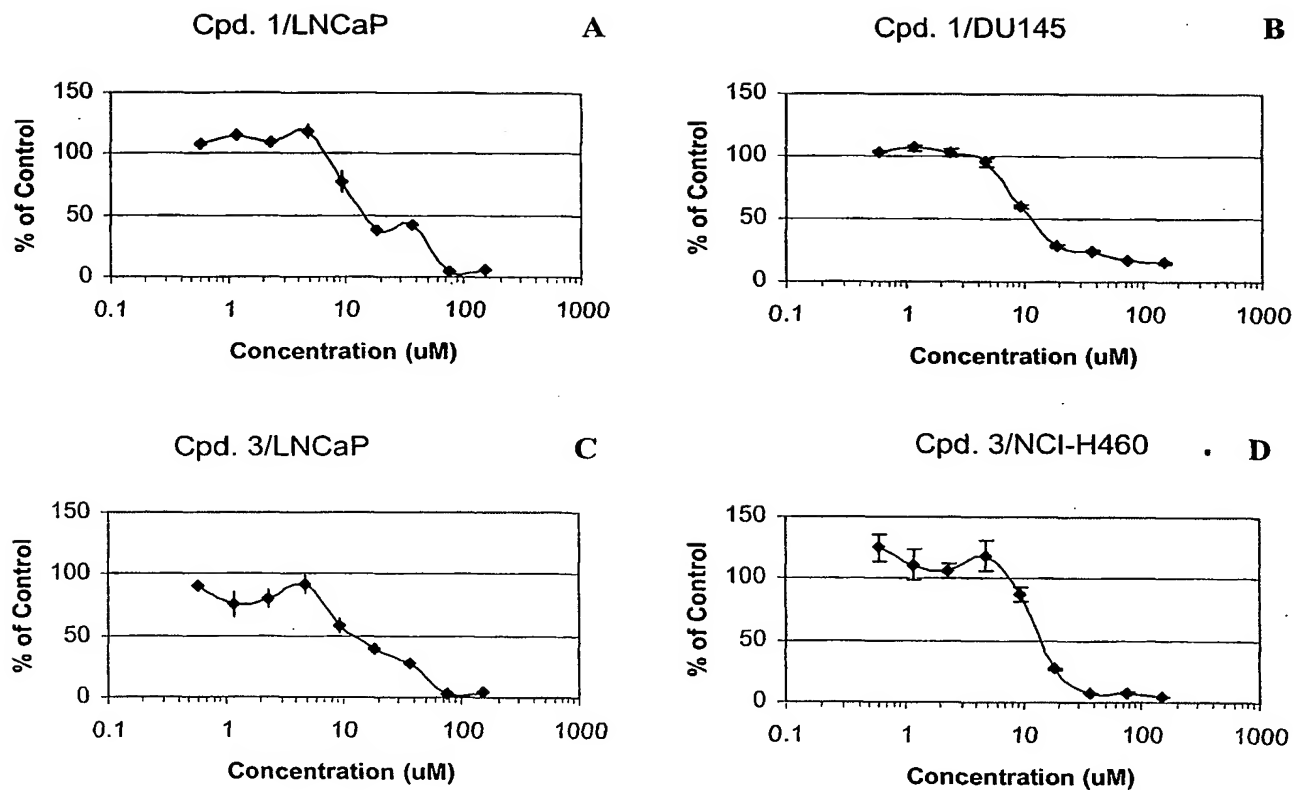 Cpd. 1/LNCaP
A
% of Control
150
100
50
0
0.1 1 10 100 1000
Concentration (uM)
Cpd. 1/DU145
B
% of Control
150
100
50
0
0.1 1 10 100 1000
Concentration (uM)
Cpd. 3/LNCaP
C
% of Control
150
100
50
0
0.1 1 10 100 1000
Concentration (uM)
Cpd. 3/NCI-H460
D
% of Control
150
100
50
0
0.1 1 10 100 1000
Concentration (uM)